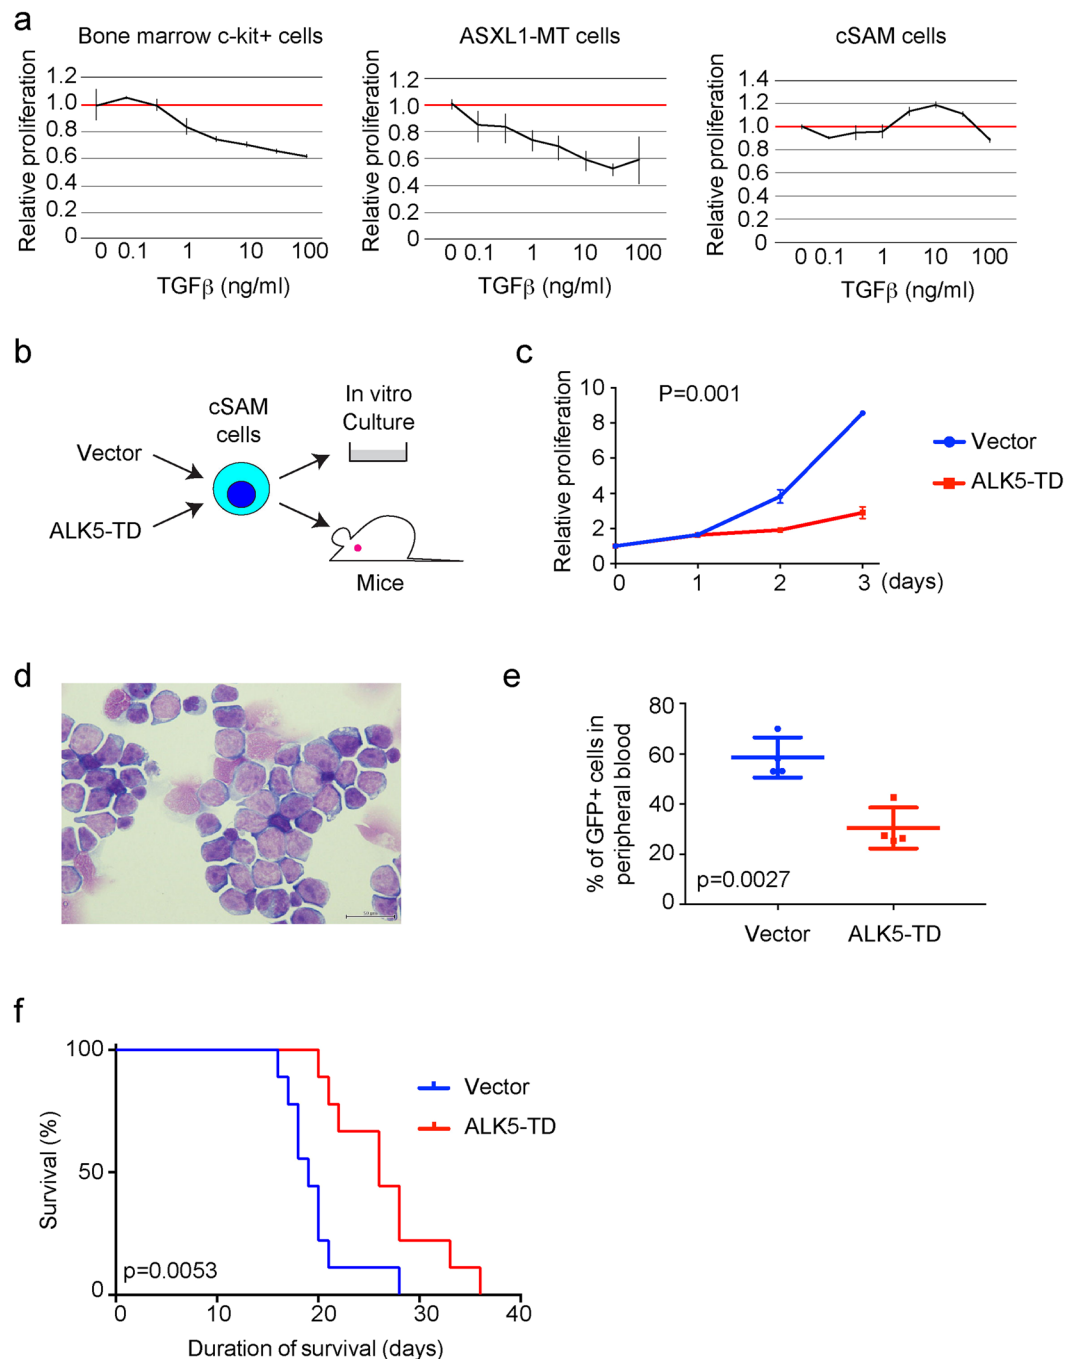 a
Bone marrow c-kit+ cells
Relative proliferation
1.2
1.0
0.8
0.6
0.4
0.2
0
0 0.1 1 10 100
TGFβ (ng/ml)
ASXL1-MT cells
Relative proliferation
1.2
1.0
0.8
0.6
0.4
0.2
0
0 0.1 1 10 100
TGFβ (ng/ml)
cSAM cells
Relative proliferation
1.4
1.0
1.2
0.8
0.6
0.4
0.2
0
0 0.1 1 10 100
TGFβ (ng/ml)
b
Vector
ALK5-TD
cSAM
cells
In vitro
Culture
Mice
c
Relative proliferation
10
8
6
4
2
0
P=0.001
0 1 2 3 (days)
Vector
ALK5-TD
d
e
% of GFP+ cells in
peripheral blood
80
60
40
20
0
p=0.0027
Vector ALK5-TD
f
Survival (%)
100
50
0
p=0.0053
0 20 30 40
Duration of survival (days)
Vector
ALK5-TD